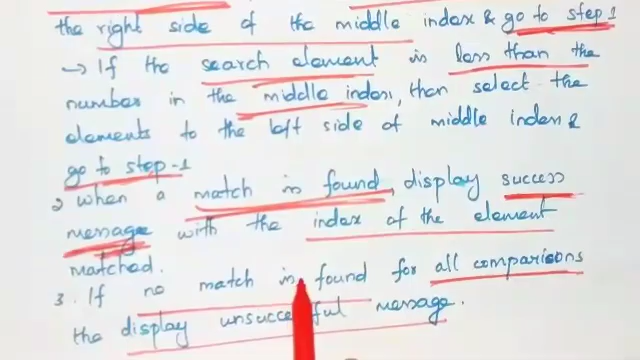 the right side of the middle index & go to step 1
→ If the search element is less than the
number in the middle index, then select the
elements to the left side of middle index &
go to step-1
2 When a match is found, display success
message with the index of the element
matched.
3. If no match is found for all comparisions
the display unsuccessful message.